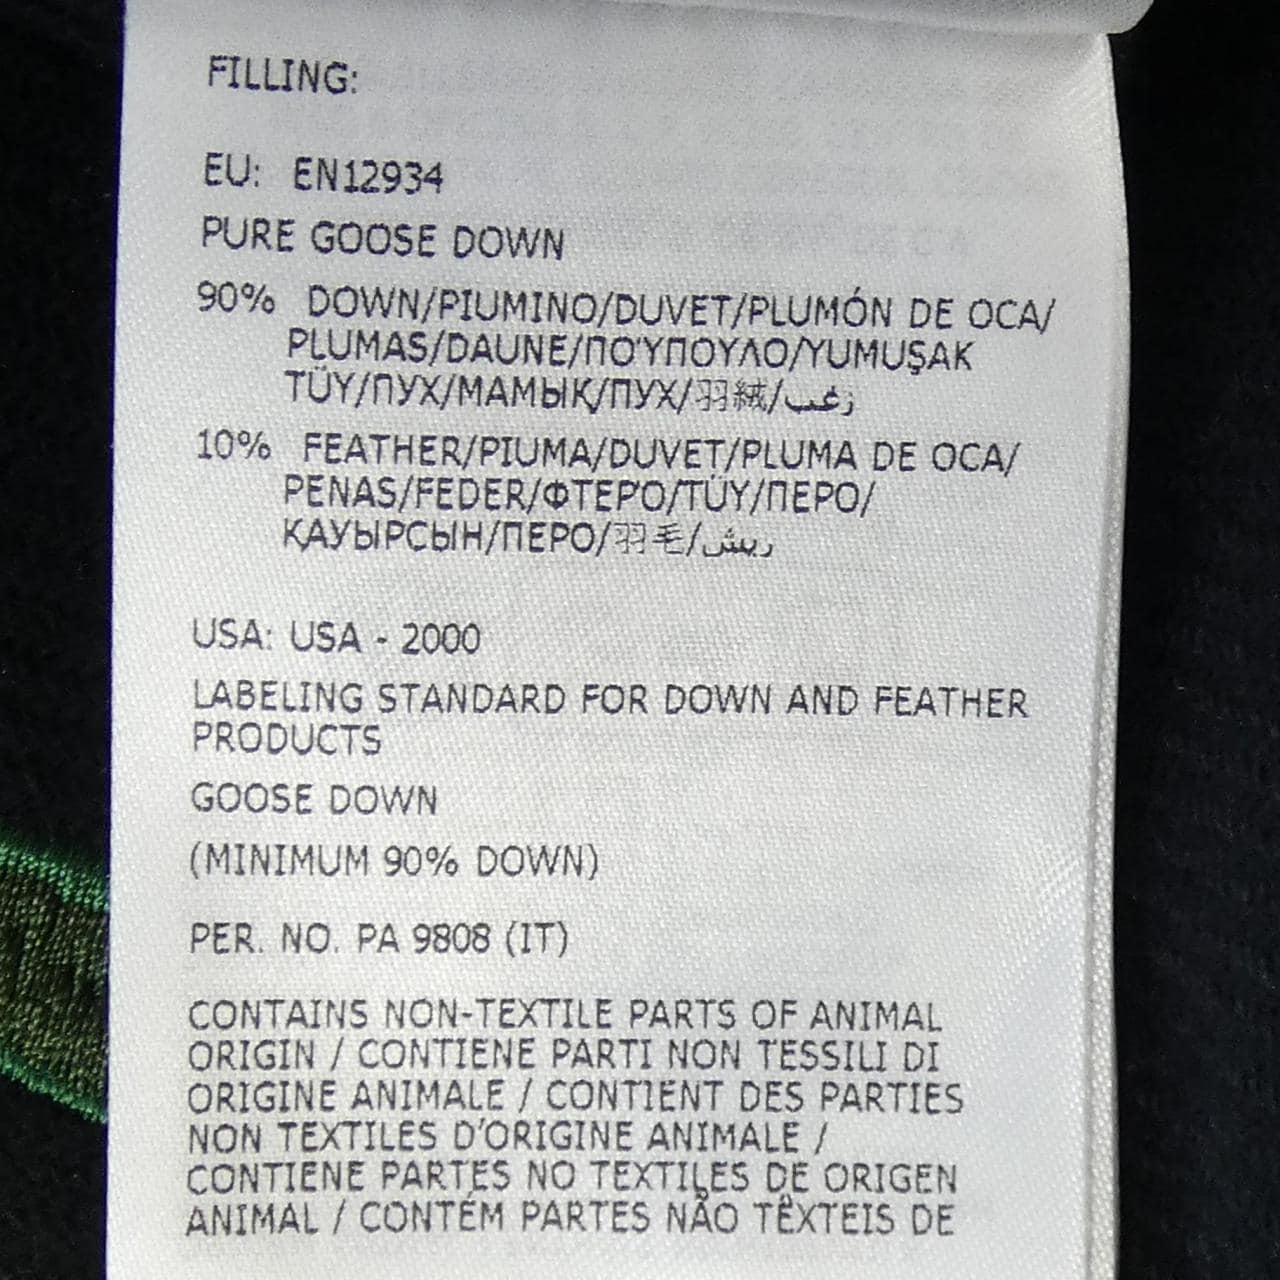 FILLING:
EU: EN12934
PURE GOOSE DOWN
90% DOWN/PIUMINO/DUVET/PLUMÓN DE OCA/
PLUMAS/DAUNE/ΠΟΎΠΟΥΛΟ/YUMUŞAK
TÜY/ПУХ/МАМЫҚ/ПУХ/羽絨/زغب
10% FEATHER/PIUMA/DUVET/PLUMA DE OCA/
PENAS/FEDER/ΦΤΕΡΌ/TÜY/ПЕРО/
ҚАУЫРСЫН/ПЕРО/羽毛/ريش
USA: USA - 2000
LABELING STANDARD FOR DOWN AND FEATHER
PRODUCTS
GOOSE DOWN
(MINIMUM 90% DOWN)
PER. NO. PA 9808 (IT)
CONTAINS NON-TEXTILE PARTS OF ANIMAL
ORIGIN / CONTIENE PARTI NON TESSILI DI
ORIGINE ANIMALE / CONTIENT DES PARTIES
NON TEXTILES D'ORIGINE ANIMALE /
CONTIENE PARTES NO TEXTILES DE ORIGEN
ANIMAL / CONTÉM PARTES NÃO TÊXTEIS DE